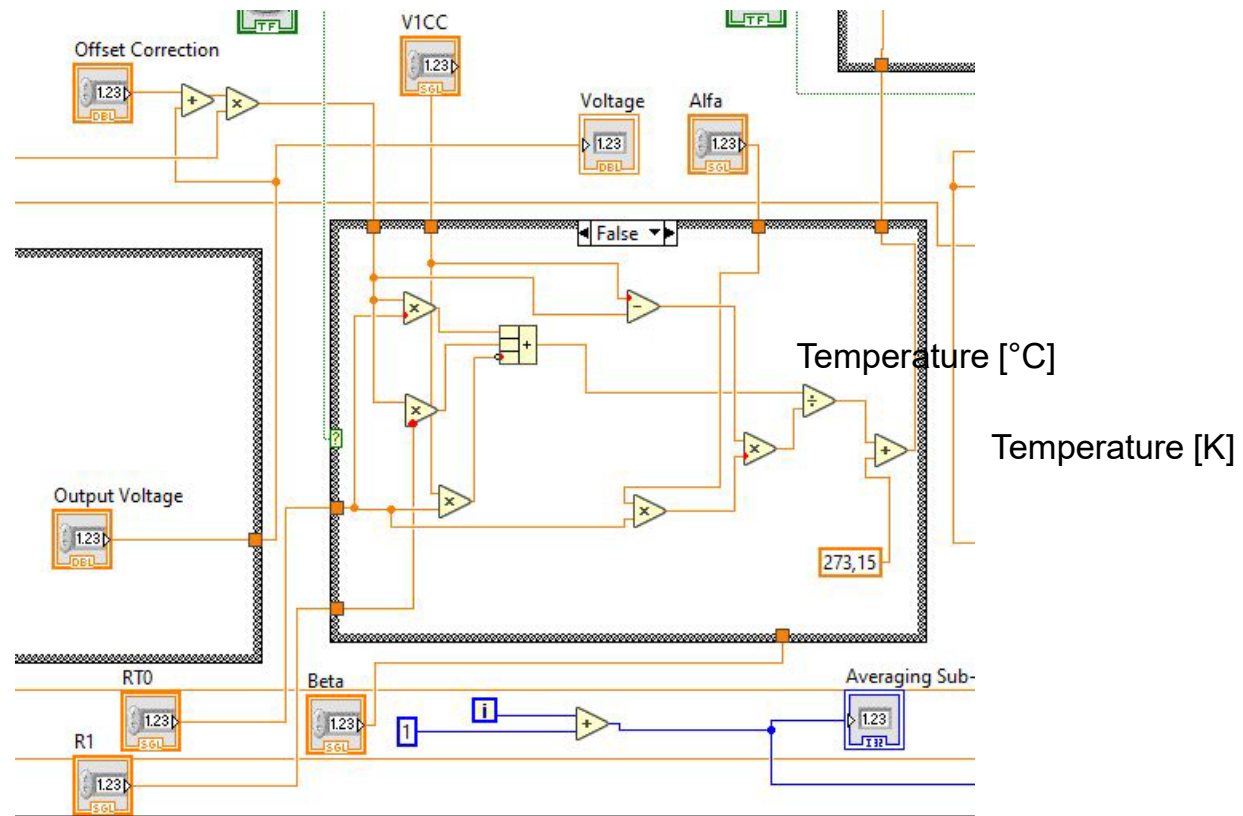 TF
TF
V1CC
Offset Correction
1.23
SGL
1.23
DBL
+
×
Voltage
Alfa
1.23
DBL
1.23
SGL
False
×
-
+
Temperature [°C]
÷
×
?
×
+
Temperature [K]
Output Voltage
×
×
1.23
DBL
273,15
RT0
Beta
Averaging Sub-
1.23
SGL
1.23
SGL
i
1
+
1.23
I32
R1
1.23
SGL